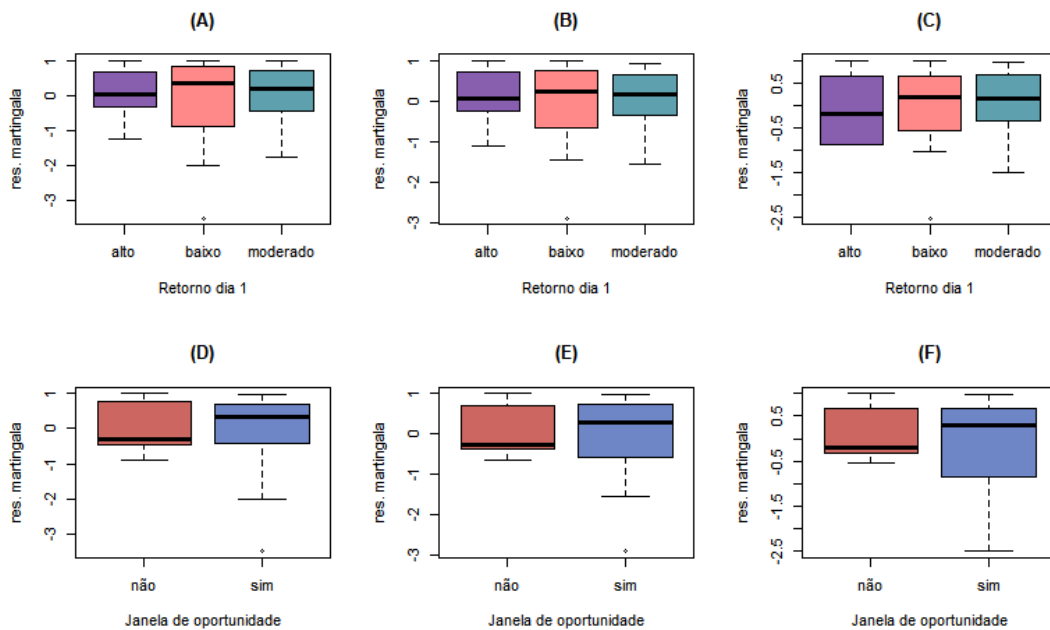 (A)
res. martingala
1
0
-1
-2
-3
alto baixo moderado
Retorno dia 1
(B)
res. martingala
1
0
-1
-2
-3
alto baixo moderado
Retorno dia 1
(C)
res. martingala
0.5
-0.5
-1.5
-2.5
alto baixo moderado
Retorno dia 1
(D)
res. martingala
1
0
-1
-2
-3
não sim
Janela de oportunidade
(E)
res. martingala
1
0
-1
-2
-3
não sim
Janela de oportunidade
(F)
res. martingala
0.5
-0.5
-1.5
-2.5
não sim
Janela de oportunidade